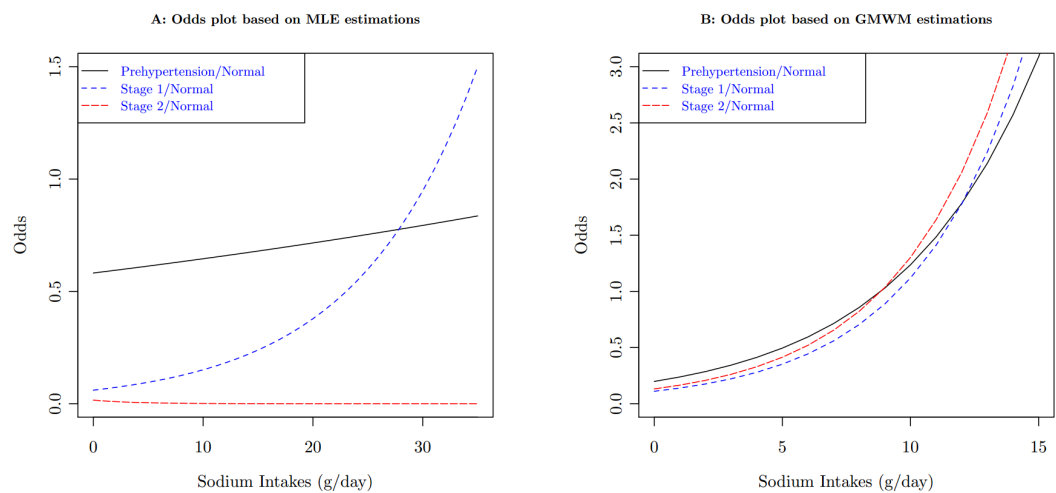 A: Odds plot based on MLE estimations
1.5
1.0
0.5
0.0
Odds
Prehypertension/Normal
Stage 1/Normal
Stage 2/Normal
0 10 20 30
Sodium Intakes (g/day)
B: Odds plot based on GMWM estimations
3.0
2.5
2.0
1.5
1.0
0.5
0.0
Odds
Prehypertension/Normal
Stage 1/Normal
Stage 2/Normal
0 5 10 15
Sodium Intakes (g/day)